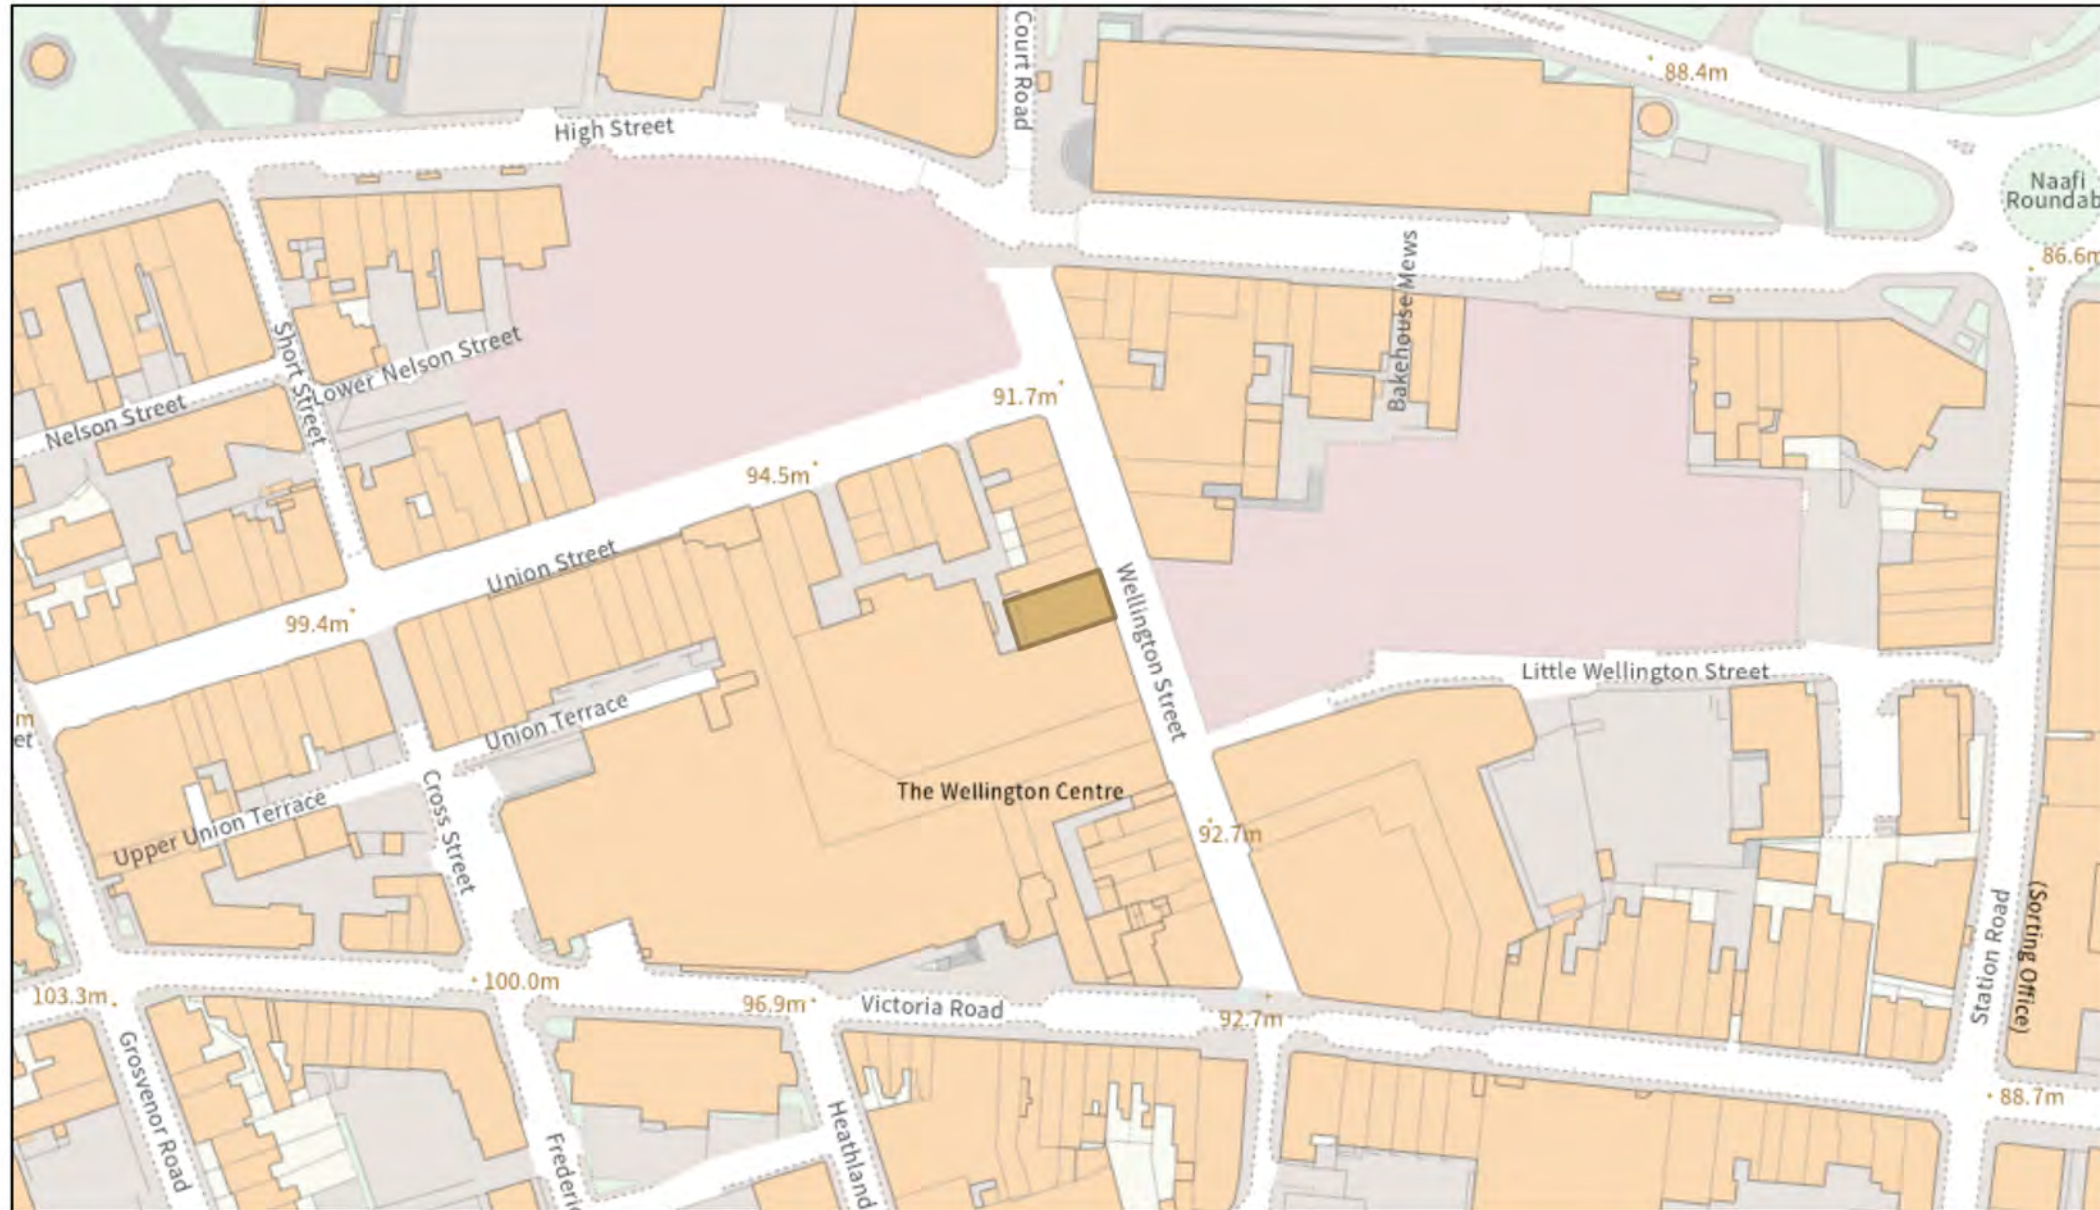 Court Road
88.4m
High Street
Naafi
Roundab
86.6m
Bakehouse Mews
Short Street
Lower Nelson Street
Nelson Street
91.7m
94.5m
Union Street
99.4m
Wellington Street
Little Wellington Street
m
et
Union Terrace
The Wellington Centre
Upper Union Terrace
Cross Street
92.7m
(Sorting Office)
Station Road
100.0m
103.3m
96.9m
Victoria Road
92.7m
Grosvenor Road
88.7m
Heathland
Frederi